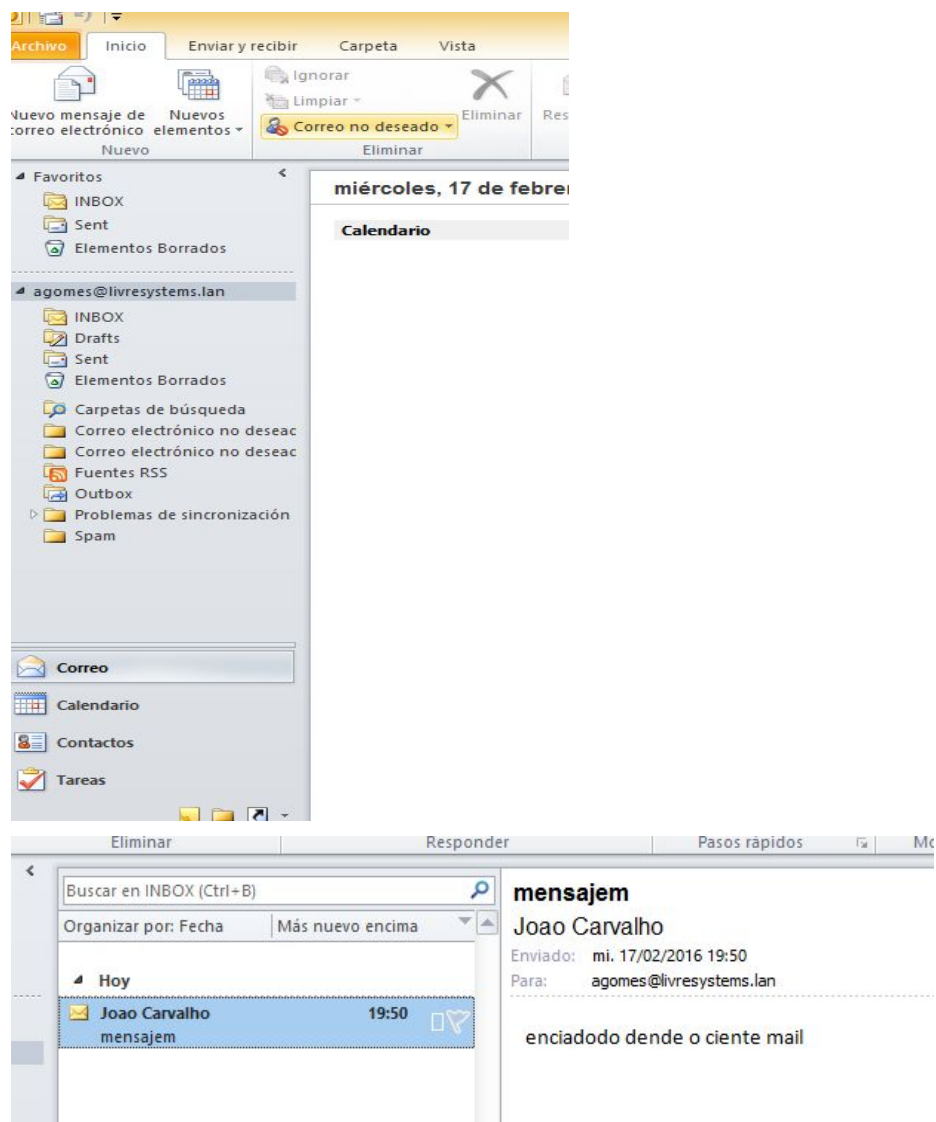 Archivo Inicio Enviar y recibir Carpeta Vista
Ignorar
Limpiar
Nuevo mensaje de Nuevos Correo no deseado Eliminar
correo electrónico elementos
Nuevo Eliminar
Favoritos
INBOX
Sent
Elementos Borrados
agomes@livresystems.lan
INBOX
Drafts
Sent
Elementos Borrados
Carpetas de búsqueda
Correo electrónico no deseac
Correo electrónico no deseac
Fuentes RSS
Outbox
Problemas de sincronización
Spam
Correo
Calendario
Contactos
Tareas
miércoles, 17 de febrer
Calendario
Eliminar Responder Pasos rápidos
Buscar en INBOX (Ctrl+B)
Organizar por: Fecha Más nuevo encima
Hoy
Joao Carvalho 19:50
mensajem
mensajem
Joao Carvalho
Enviado: mi. 17/02/2016 19:50
Para: agomes@livresystems.lan
enciadodo dende o ciente mail